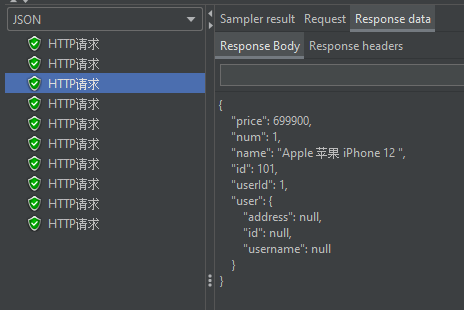 JSON
HTTP请求
HTTP请求
HTTP请求
HTTP请求
HTTP请求
HTTP请求
HTTP请求
HTTP请求
HTTP请求
HTTP请求
Sampler result Request Response data
Response Body Response headers
{
"price": 699900,
"num": 1,
"name": "Apple 苹果 iPhone 12 ",
"id": 101,
"userId": 1,
"user": {
"address": null,
"id": null,
"username": null
}
}